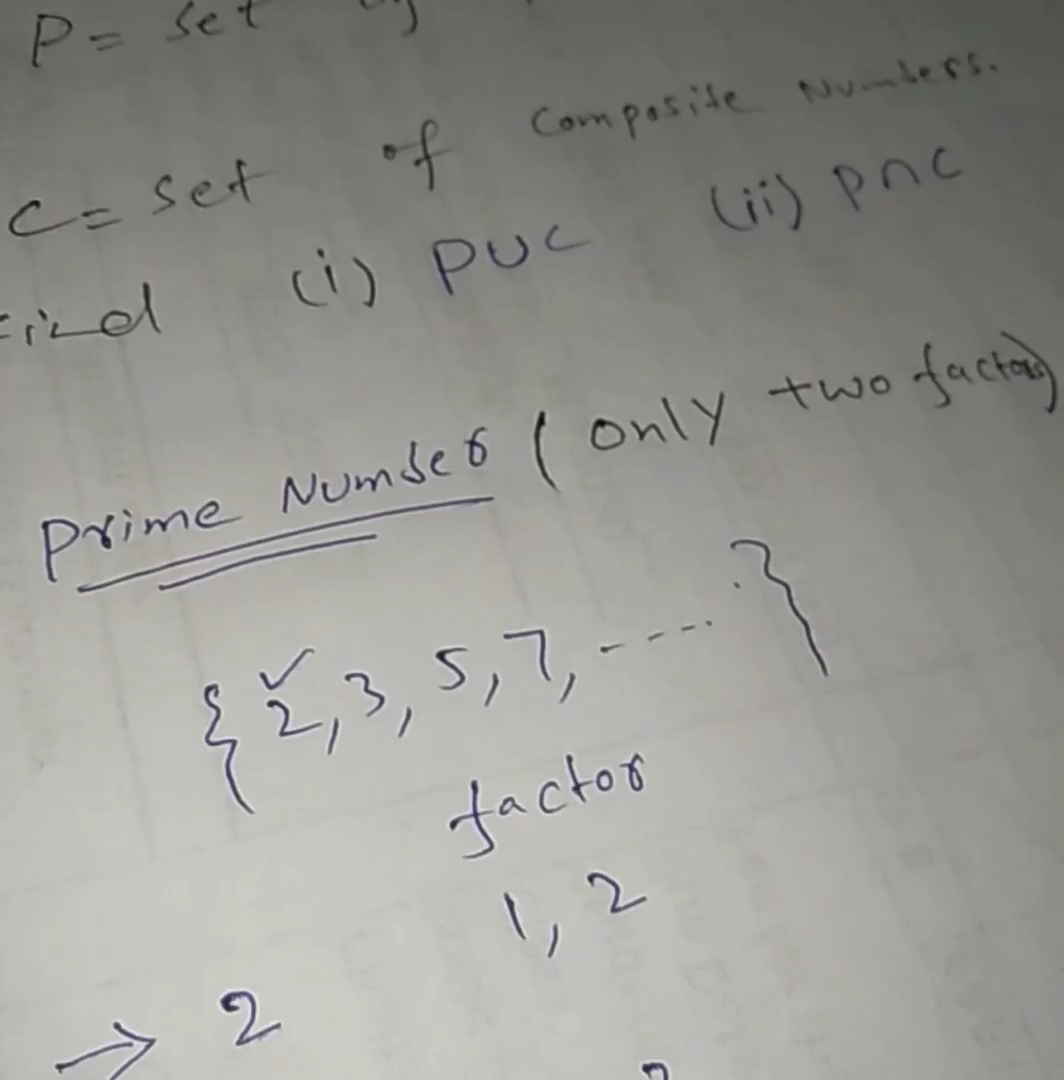 P = set
C = set of Composite Numbers.
Find (i) P∪C (ii) P∩C
Prime Number (only two factors)
{2, 3, 5, 7, ----- }
factor
1, 2
→ 2